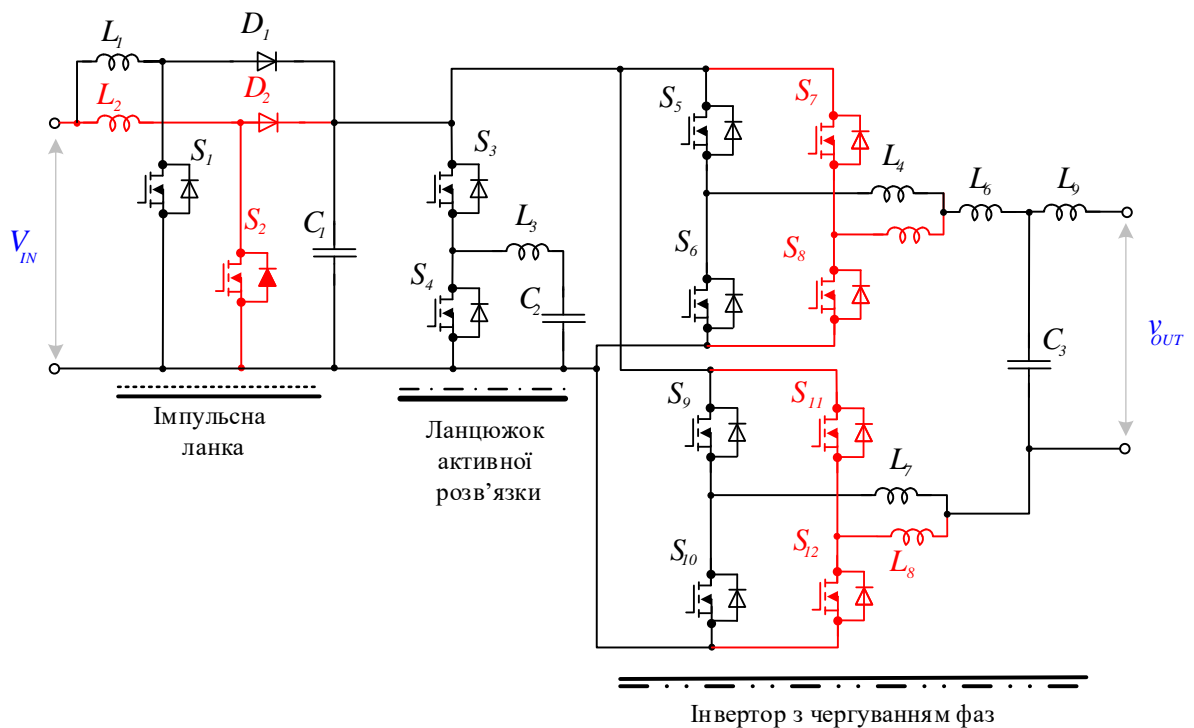 L1
D1
L2
D2
S1
S2
C1
VIN
S3
S4
L3
C2
S5
S7
S6
S8
L4
L6
L9
C3
vOUT
S9
S11
S10
S12
L7
L8
Імпульсна
ланка
Ланцюжок
активної
розв’язки
Інвертор з чергуванням фаз